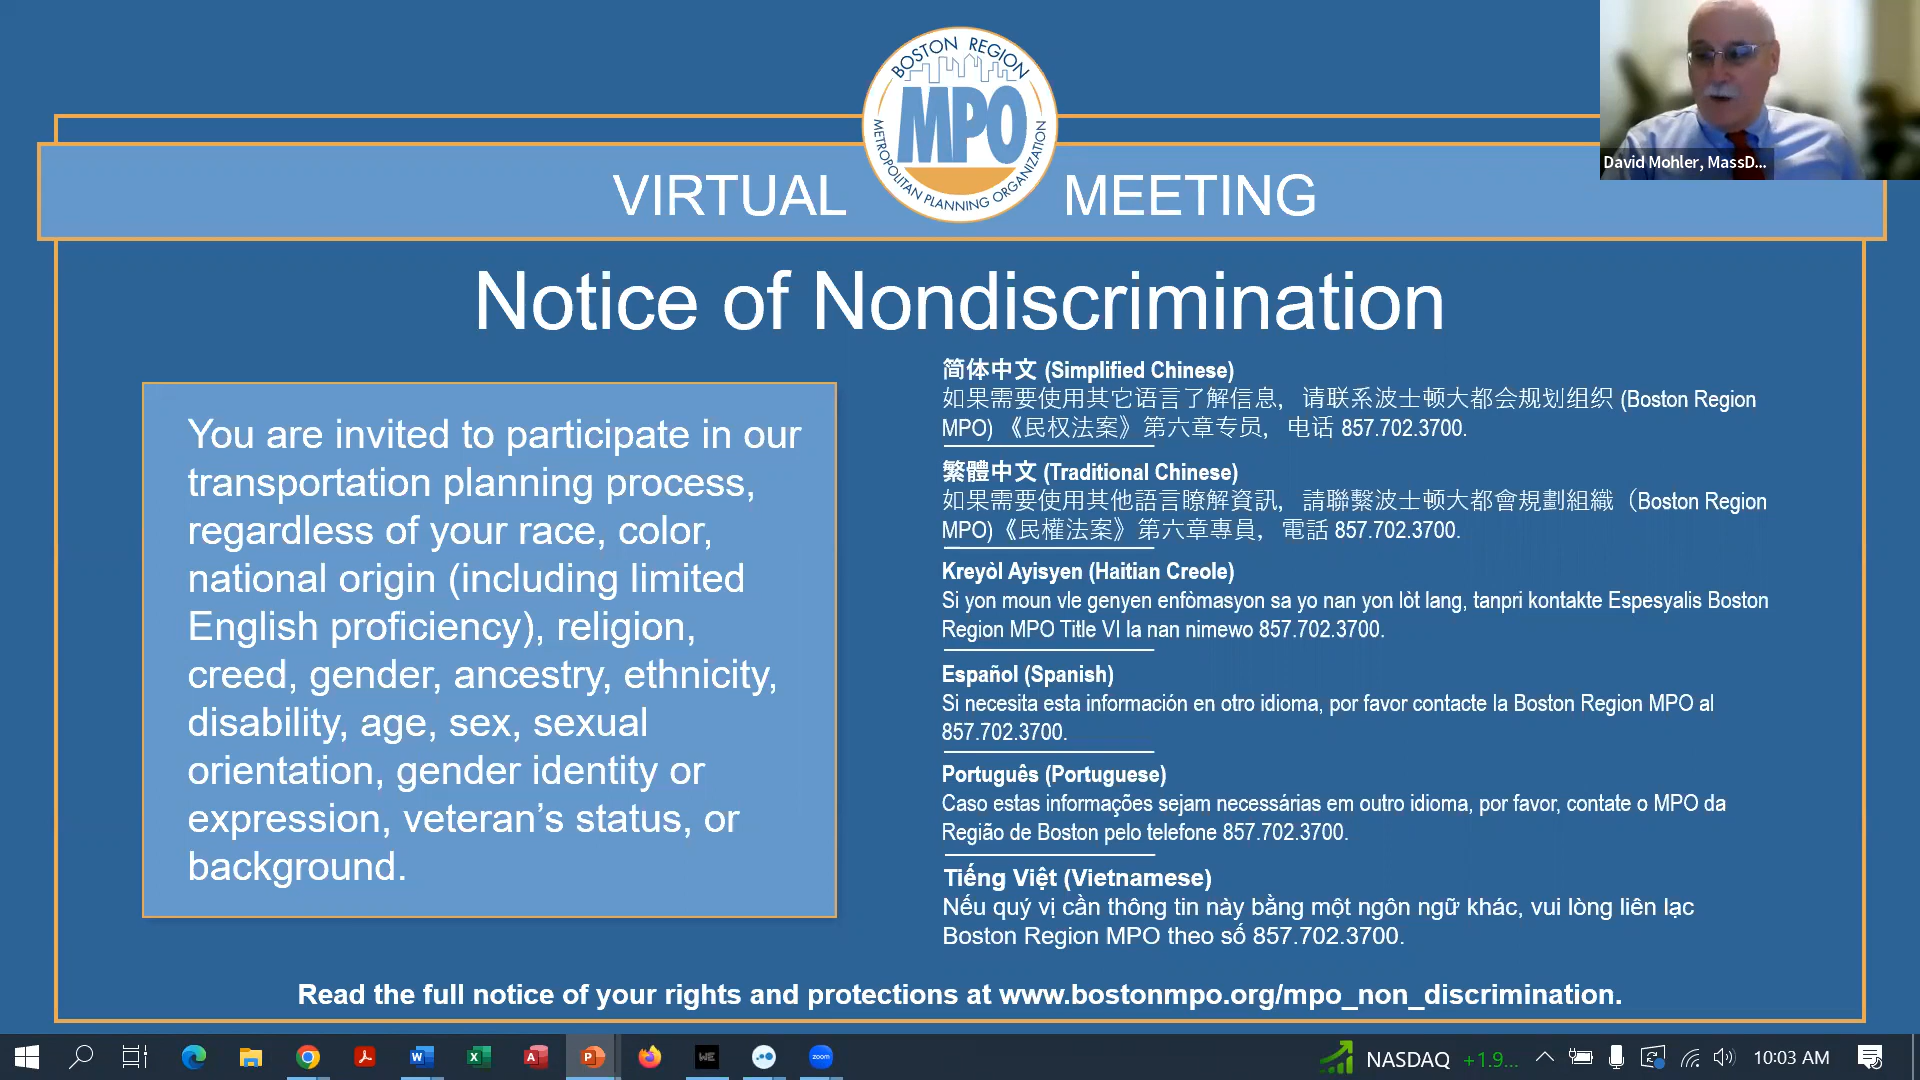 BOSTON REGION
MPO
METROPOLITAN PLANNING ORGANIZATION
VIRTUAL MEETING
David Mohler, MassD...
Notice of Nondiscrimination
You are invited to participate in our
transportation planning process,
regardless of your race, color,
national origin (including limited
English proficiency), religion,
creed, gender, ancestry, ethnicity,
disability, age, sex, sexual
orientation, gender identity or
expression, veteran’s status, or
background.
简体中文 (Simplified Chinese)
如果需要使用其它语言了解信息，请联系波士顿大都会规划组织 (Boston Region
MPO) 《民权法案》第六章专员，电话 857.702.3700.
繁體中文 (Traditional Chinese)
如果需要使用其他語言瞭解資訊，請聯繫波士顿大都會規劃組織（Boston Region
MPO)《民權法案》第六章專員，電話 857.702.3700.
Kreyòl Ayisyen (Haitian Creole)
Si yon moun vle genyen enfòmasyon sa yo nan yon lòt lang, tanpri kontakte Espesyalis Boston
Region MPO Title VI la nan nimewo 857.702.3700.
Español (Spanish)
Si necesita esta información en otro idioma, por favor contacte la Boston Region MPO al
857.702.3700.
Português (Portuguese)
Caso estas informações sejam necessárias em outro idioma, por favor, contate o MPO da
Região de Boston pelo telefone 857.702.3700.
Tiếng Việt (Vietnamese)
Nếu quý vị cần thông tin này bằng một ngôn ngữ khác, vui lòng liên lạc
Boston Region MPO theo số 857.702.3700.
Read the full notice of your rights and protections at www.bostonmpo.org/mpo_non_discrimination.
WE
zoom
NASDAQ +1.9...
10:03 AM